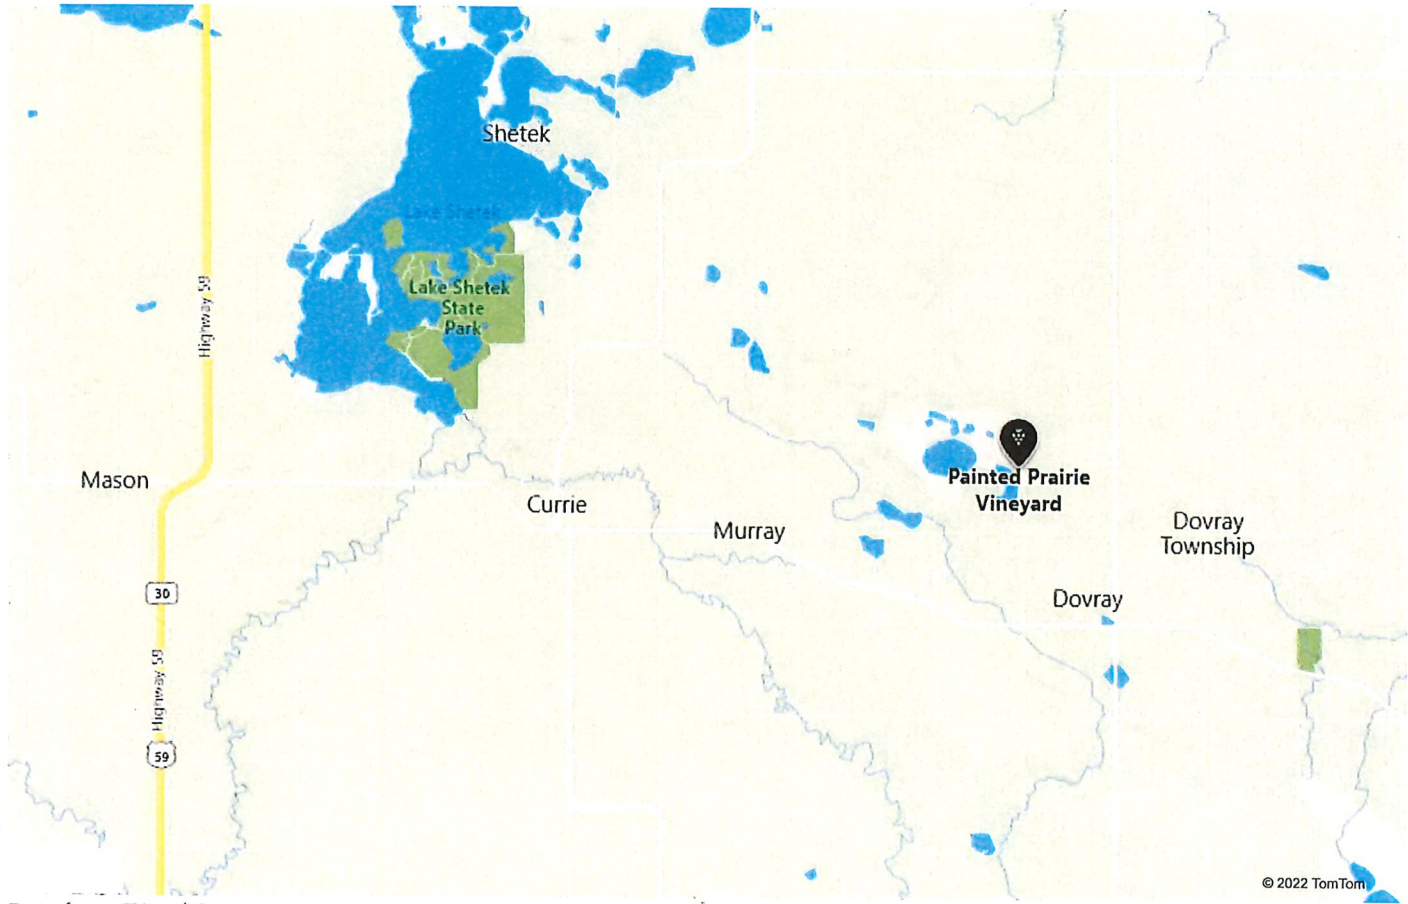 Shetek
Lake Shetek
Lake Shetek
State
Park
Highway 59
Mason
Currie
Murray
Painted Prairie
Vineyard
Dovray
Township
Dovray
30
Highway 59
59
© 2022 TomTom